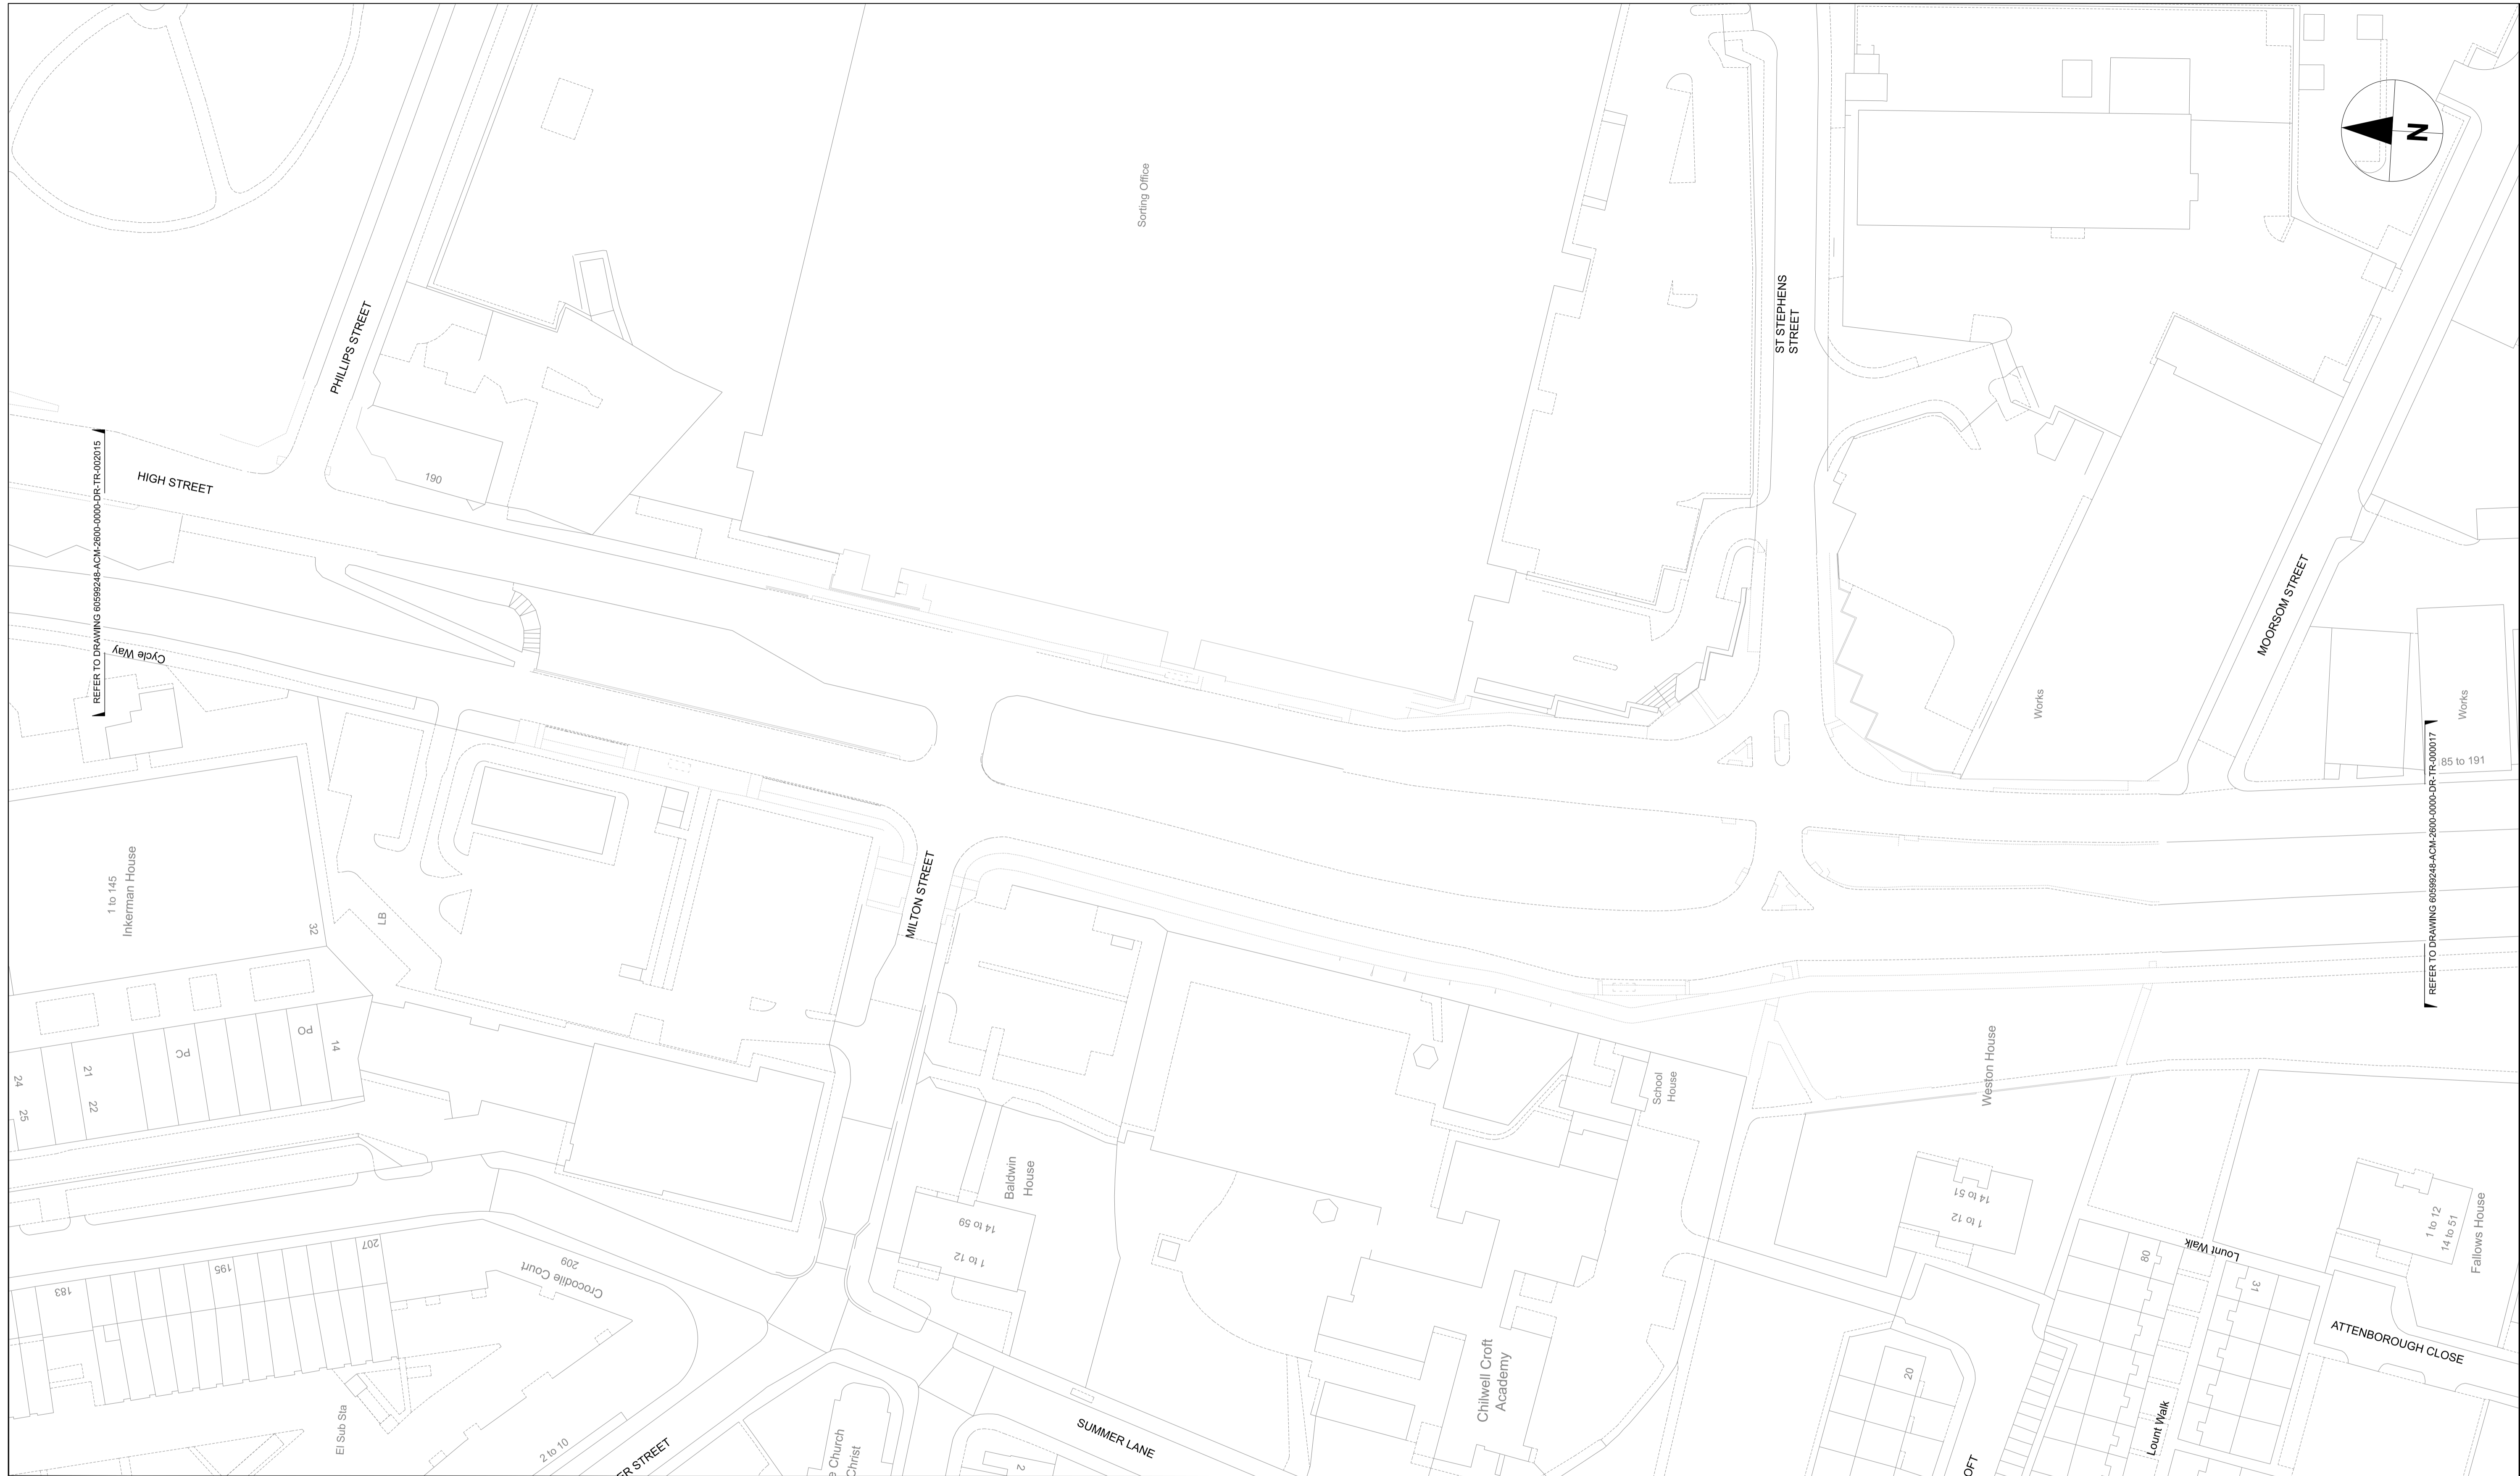 N
Sorting Office
ST STEPHENS
STREET
PHILLIPS STREET
HIGH STREET
190
REFER TO DRAWING 60599248-ACM-2600-0000-DR-TR-002015
Cycle Way
MOORSOM STREET
Works
Works
85 to 191
REFER TO DRAWING 60599248-ACM-2600-0000-DR-TR-000017
1 to 145
Inkerman House
32
LB
MILTON STREET
PO
PC
14
21
22
24
25
School
House
Weston House
Baldwin
House
14 to 59
1 to 12
14 to 51
1 to 12
1 to 12
14 to 51
Fallows House
Lount Walk
80
31
207
195
183
209
Crocodile Court
El Sub Sta
2 to 10
ER STREET
e Church
Christ
2
SUMMER LANE
Chilwell Croft
Academy
20
OFT
Lount Walk
ATTENBOROUGH CLOSE